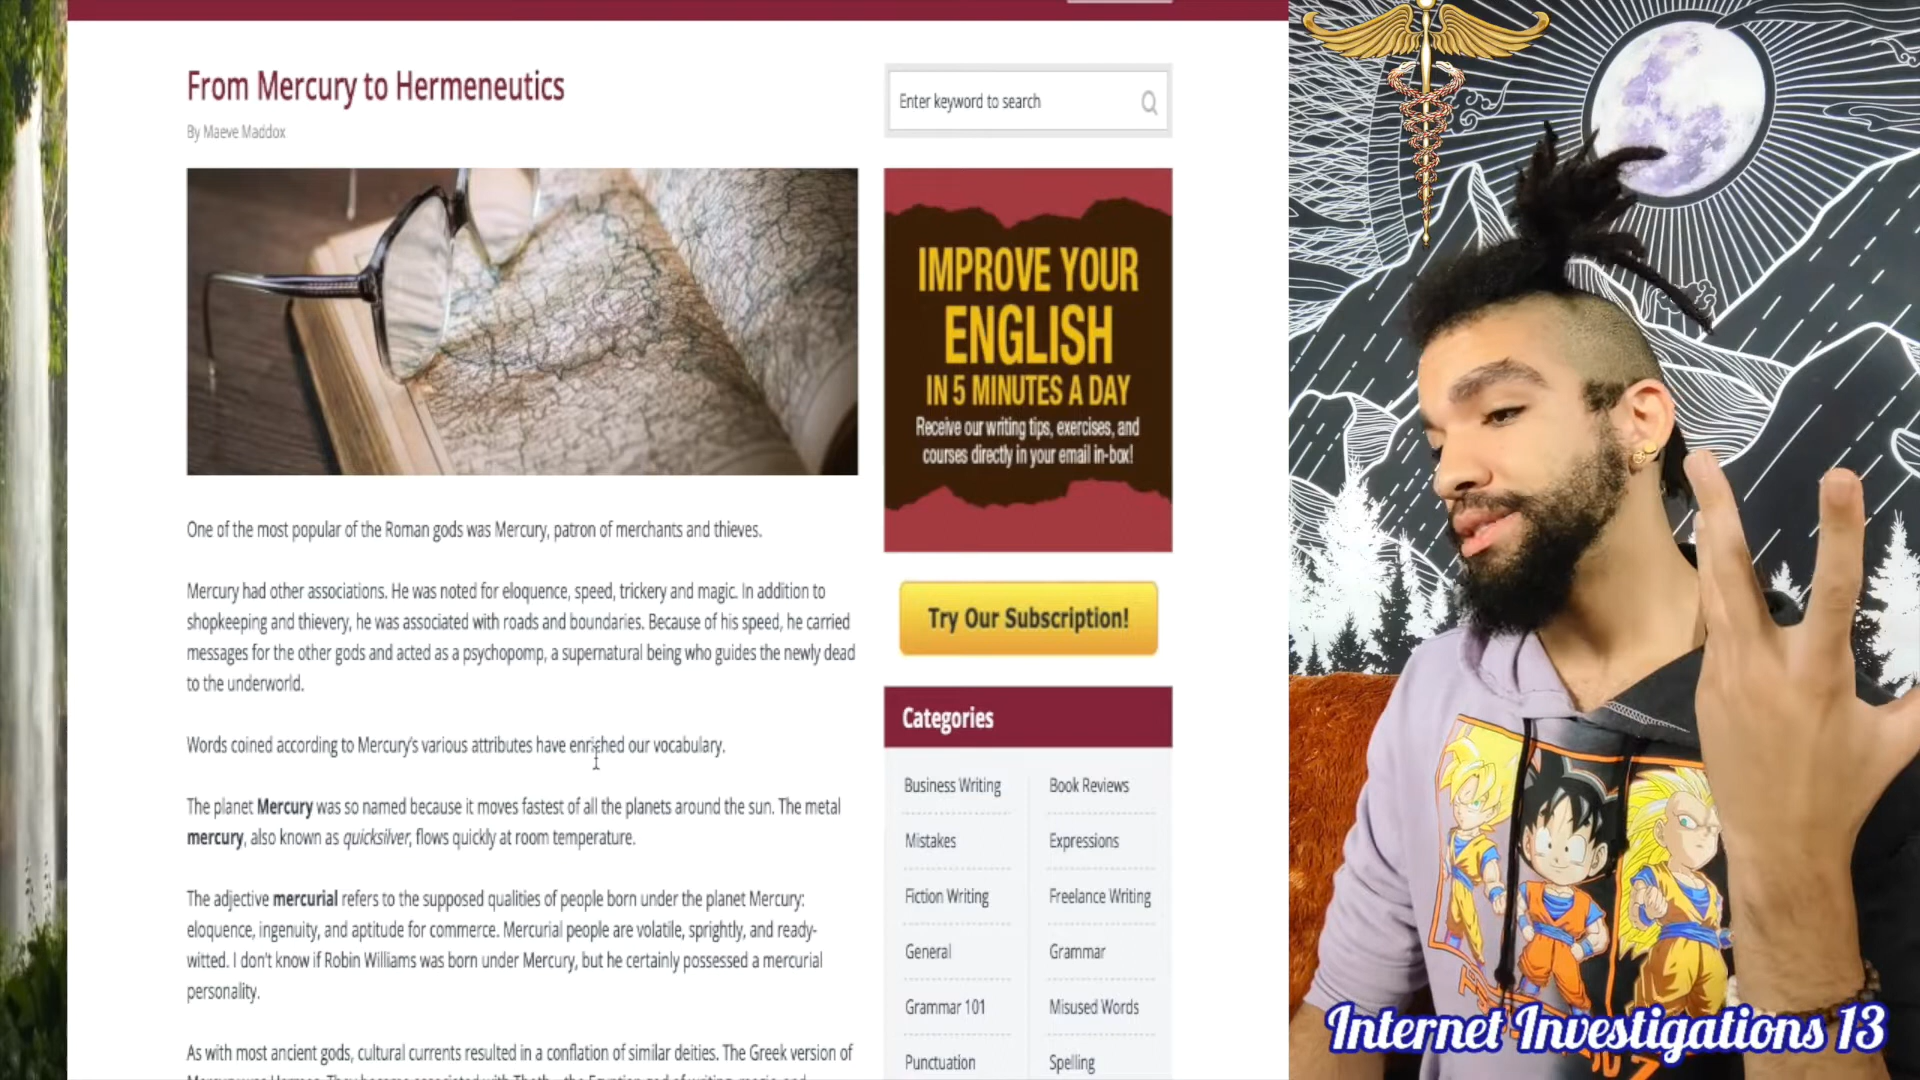 From Mercury to Hermeneutics
By Maeve Maddox
One of the most popular of the Roman gods was Mercury, patron of merchants and thieves.
Mercury had other associations. He was noted for eloquence, speed, trickery and magic. In addition to
shopkeeping and thievery, he was associated with roads and boundaries. Because of his speed, he carried
messages for the other gods and acted as a psychopomp, a supernatural being who guides the newly dead
to the underworld.
Words coined according to Mercury's various attributes have enriched our vocabulary.
The planet Mercury was so named because it moves fastest of all the planets around the sun. The metal
mercury, also known as quicksilver, flows quickly at room temperature.
The adjective mercurial refers to the supposed qualities of people born under the planet Mercury:
eloquence, ingenuity, and aptitude for commerce. Mercurial people are volatile, sprightly, and ready-
witted. I don't know if Robin Williams was born under Mercury, but he certainly possessed a mercurial
personality.
As with most ancient gods, cultural currents resulted in a conflation of similar deities. The Greek version of
Enter keyword to search
IMPROVE YOUR
ENGLISH
IN 5 MINUTES A DAY
Receive our writing tips, exercises, and
courses directly in your email in-box!
Try Our Subscription!
Categories
Business Writing
Book Reviews
Mistakes
Expressions
Fiction Writing
Freelance Writing
General
Grammar
Grammar 101
Misused Words
Punctuation
Spelling
Internet Investigations 13